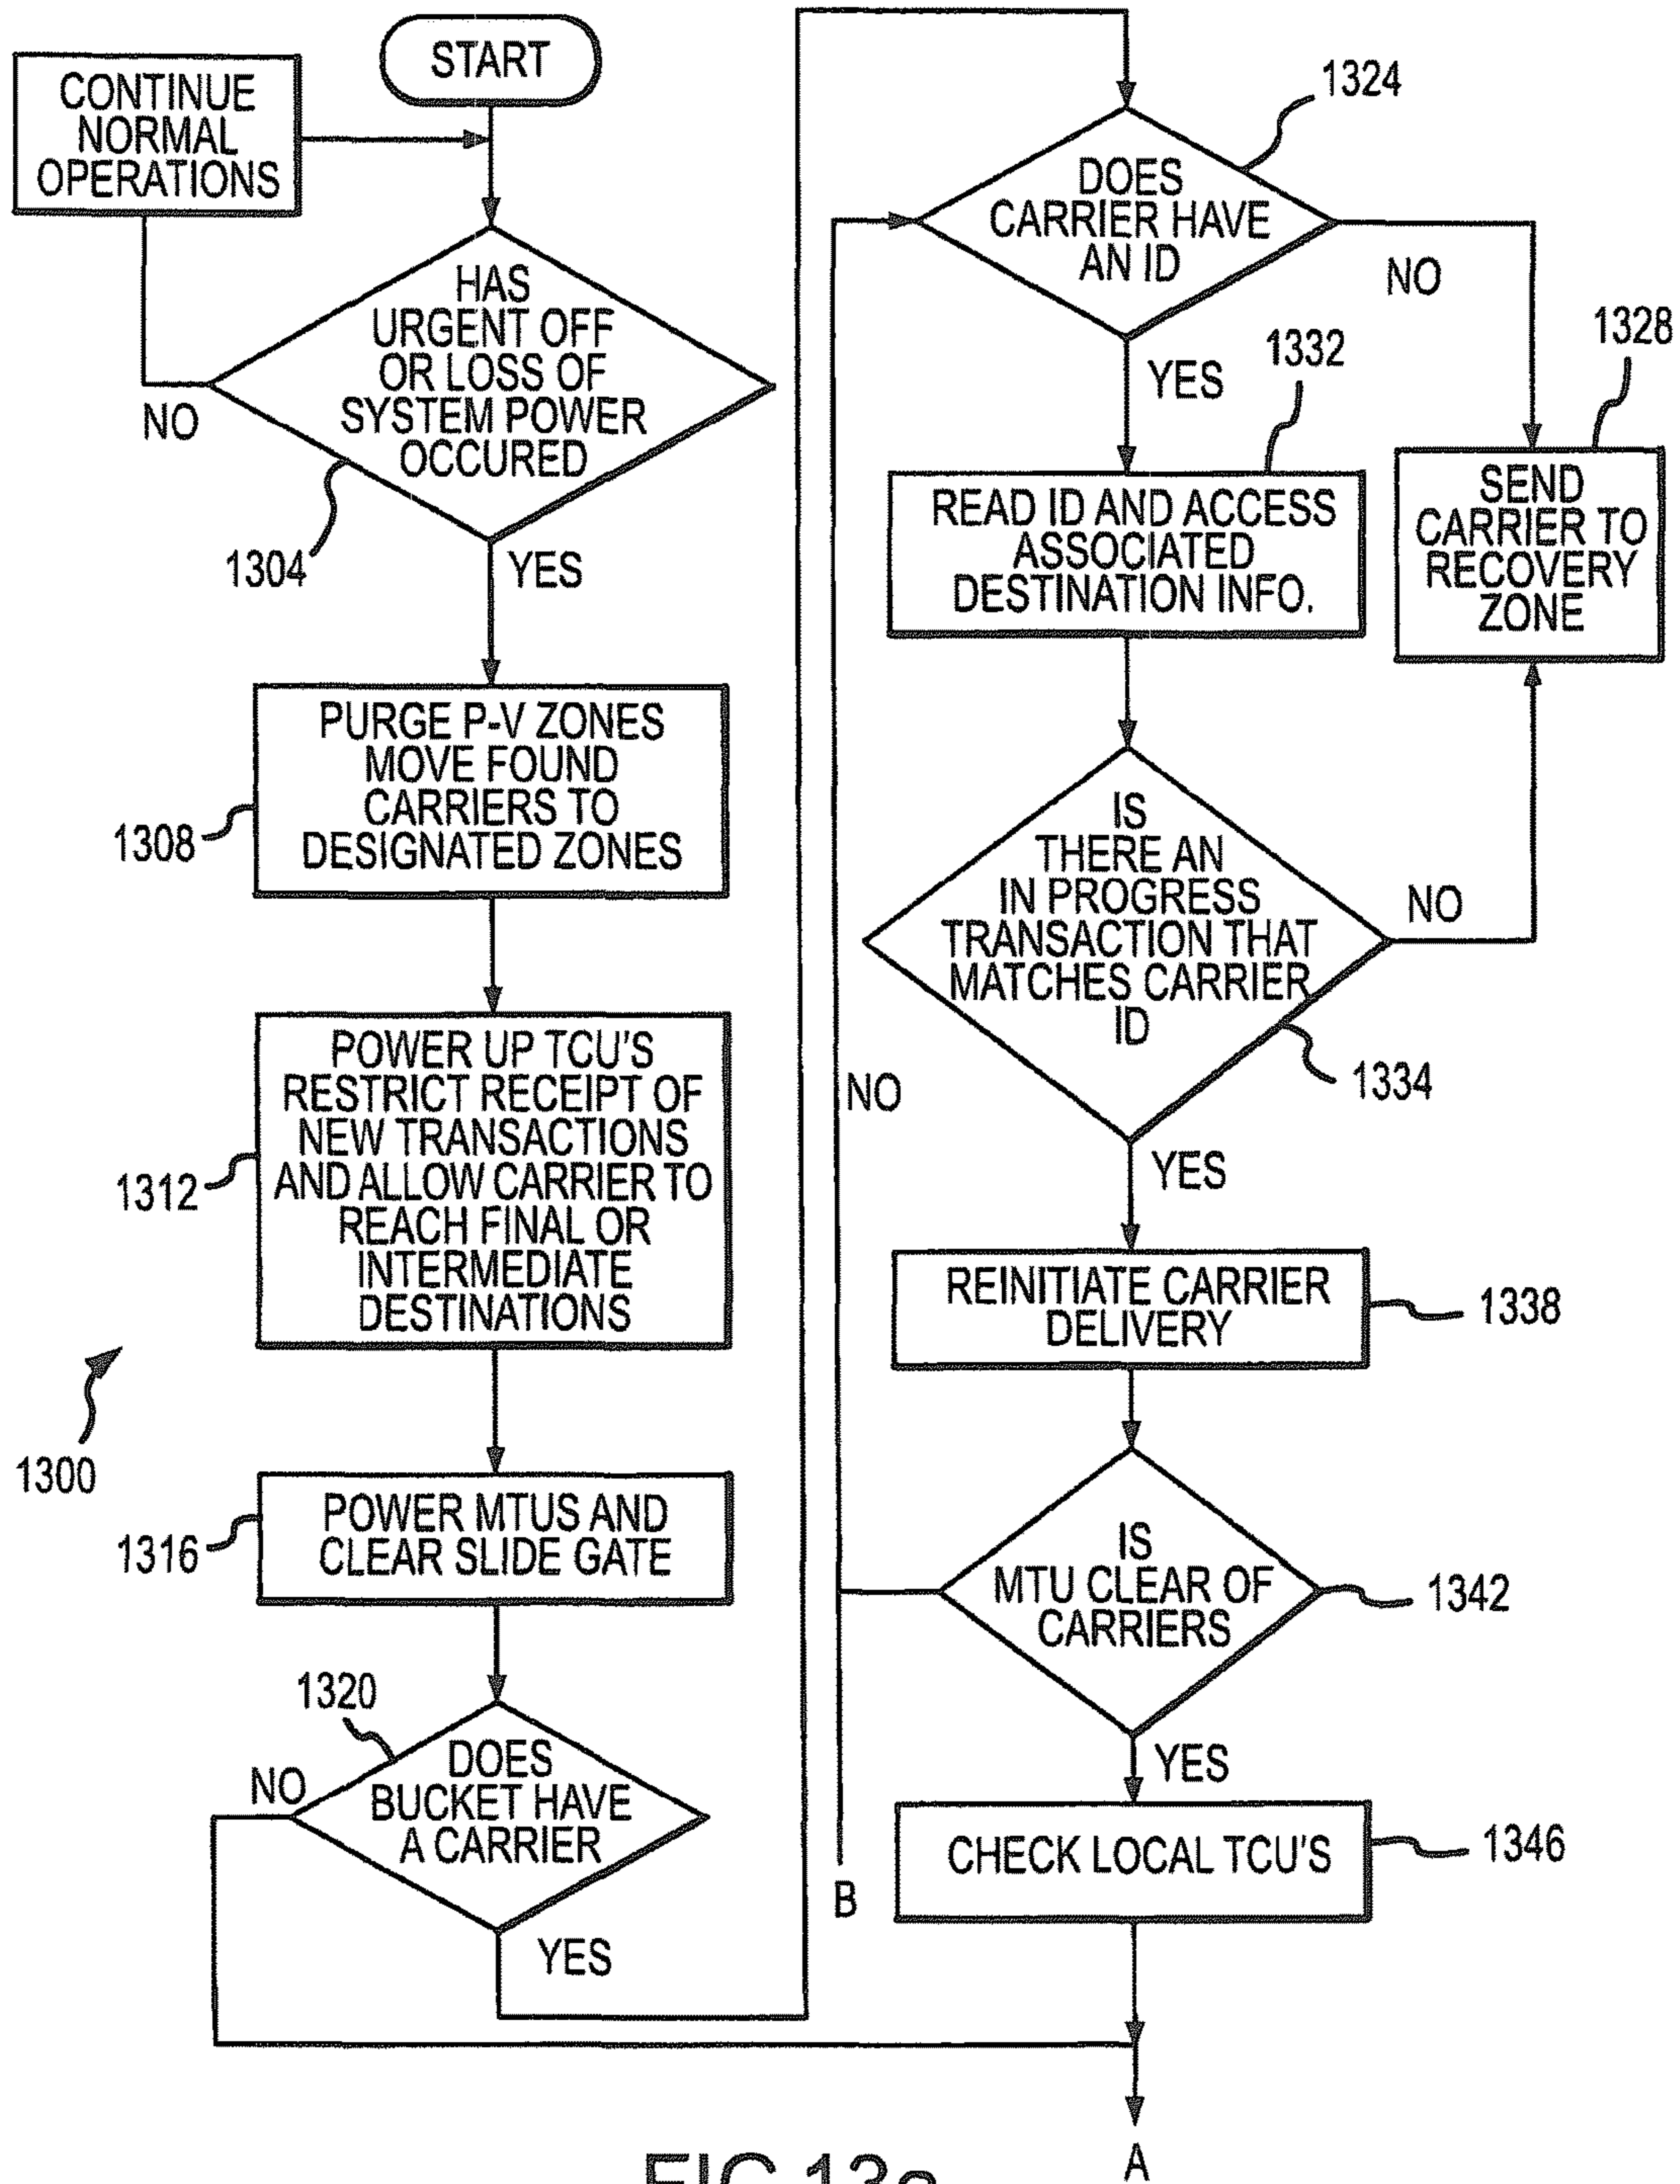 START
CONTINUE
NORMAL
OPERATIONS
HAS
URGENT OFF
OR LOSS OF
SYSTEM POWER
OCCURED
NO
1304
YES
PURGE P-V ZONES
MOVE FOUND
CARRIERS TO
DESIGNATED ZONES
1308
POWER UP TCU'S
RESTRICT RECEIPT OF
NEW TRANSACTIONS
AND ALLOW CARRIER TO
REACH FINAL OR
INTERMEDIATE
DESTINATIONS
1312
1300
POWER MTUS AND
CLEAR SLIDE GATE
1316
1320
DOES
BUCKET HAVE
A CARRIER
NO
YES
1324
DOES
CARRIER HAVE
AN ID
NO
YES
1328
SEND
CARRIER TO
RECOVERY
ZONE
1332
READ ID AND ACCESS
ASSOCIATED
DESTINATION INFO.
IS
THERE AN
IN PROGRESS
TRANSACTION THAT
MATCHES CARRIER
ID
NO
1334
YES
REINITIATE CARRIER
DELIVERY
1338
NO
IS
MTU CLEAR OF
CARRIERS
1342
YES
CHECK LOCAL TCU'S
1346
B
A
FIG.13a